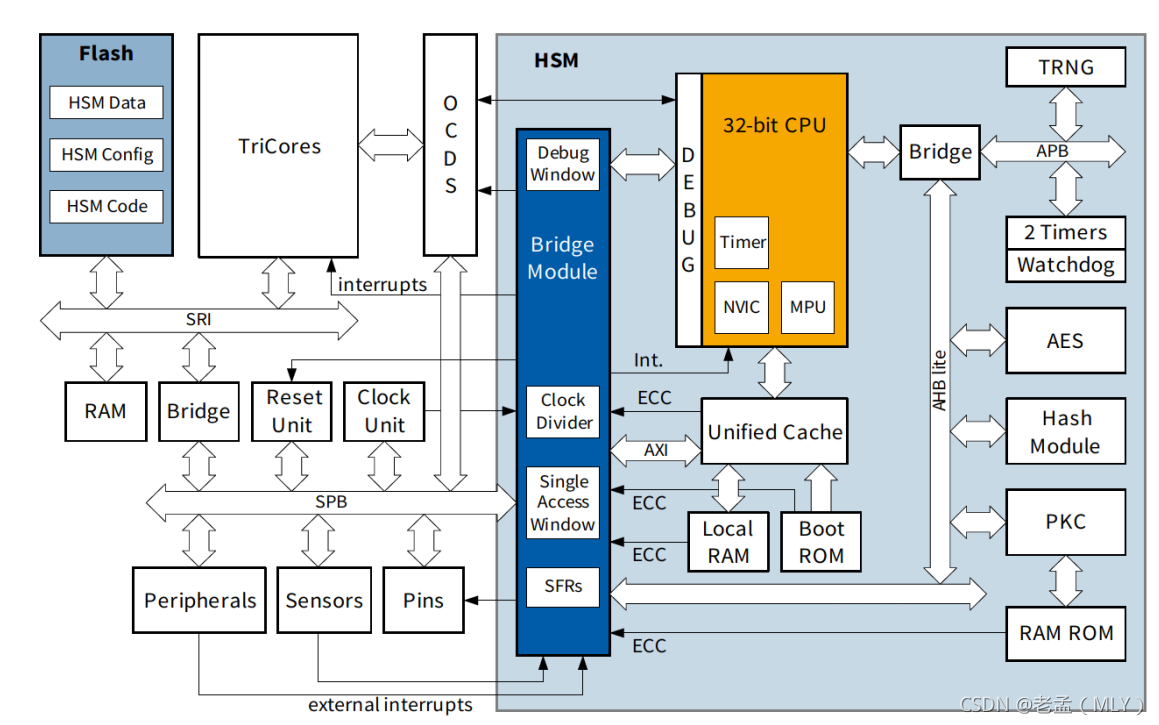 Flash
HSM Data
HSM Config
HSM Code
TriCores
O
C
D
S
HSM
Debug
Window
Bridge
Module
Clock
Divider
Single
Access
Window
SFRs
D
E
B
U
G
32-bit CPU
Timer
NVIC
MPU
Bridge
TRNG
APB
2 Timers
Watchdog
AHB lite
AES
Hash
Module
PKC
RAM ROM
interrupts
SRI
RAM
Bridge
Reset
Unit
Clock
Unit
Int.
ECC
Unified Cache
AXI
ECC
Local
RAM
Boot
ROM
ECC
SPB
Peripherals
Sensors
Pins
ECC
external interrupts
CSDN @老孟（MLY）